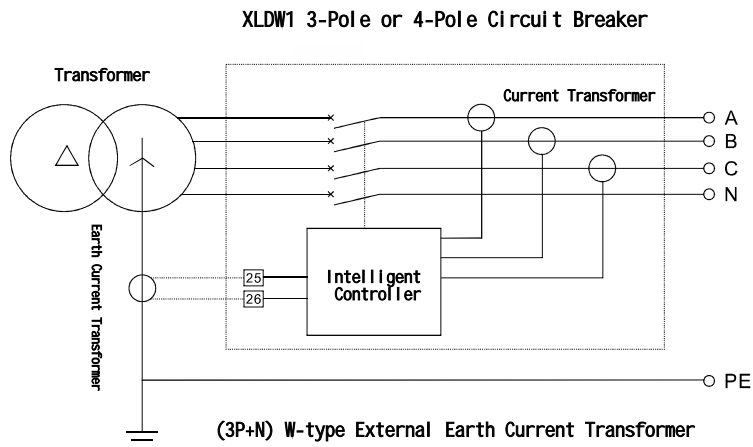 XLDW1 3-Pole or 4-Pole Circuit Breaker
Transformer
Current Transformer
A
B
C
N
Earth Current Transformer
25
26
Intelligent
Controller
PE
(3P+N) W-type External Earth Current Transformer